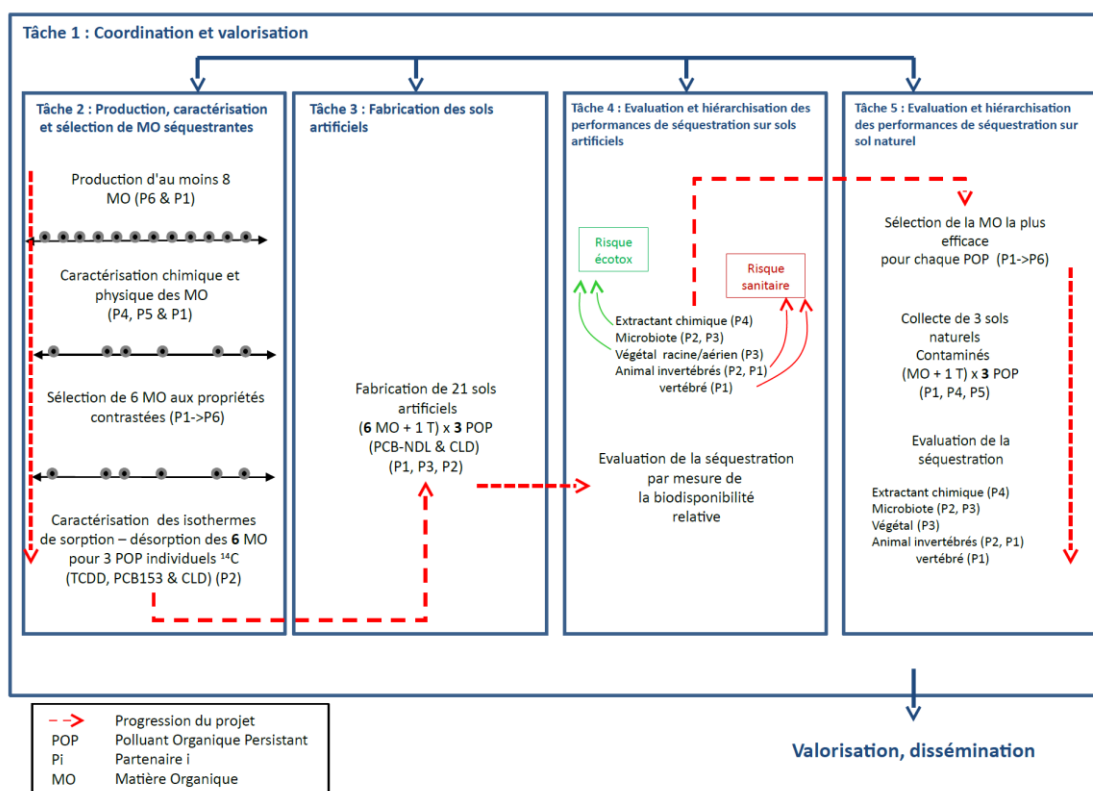 Tâche 1 : Coordination et valorisation
Tâche 2 : Production, caractérisation
et sélection de MO séquestrantes
Production d'au moins 8
MO (P6 & P1)
Caractérisation chimique et
physique des MO
(P4, P5 & P1)
Sélection de 6 MO aux propriétés
contrastées (P1->P6)
Caractérisation des isothermes
de sorption – désorption des 6 MO
pour 3 POP individuels ¹⁴C
(TCDD, PCB153 & CLD) (P2)
Tâche 3 : Fabrication des sols
artificiels
Fabrication de 21 sols
artificiels
(6 MO + 1 T) x 3 POP
(PCB-NDL & CLD)
(P1, P3, P2)
Tâche 4 : Evaluation et hiérarchisation des
performances de séquestration sur sols
artificiels
Risque
écotox
Risque
sanitaire
Extractant chimique (P4)
Microbiote (P2, P3)
Végétal racine/aérien (P3)
Animal invertébrés (P2, P1)
vertébré (P1)
Evaluation de la séquestration
par mesure de
la biodisponibilité
relative
Tâche 5 : Evaluation et hiérarchisation
des performances de séquestration sur
sol naturel
Sélection de la MO la plus
efficace
pour chaque POP (P1->P6)
Collecte de 3 sols
naturels
Contaminés
(MO + 1 T) x 3 POP
(P1, P4, P5)
Evaluation de la
séquestration
Extractant chimique (P4)
Microbiote (P2, P3)
Végétal (P3)
Animal invertébrés (P2, P1)
vertébré (P1)
Progression du projet
POP Polluant Organique Persistant
Pi Partenaire i
MO Matière Organique
Valorisation, dissémination